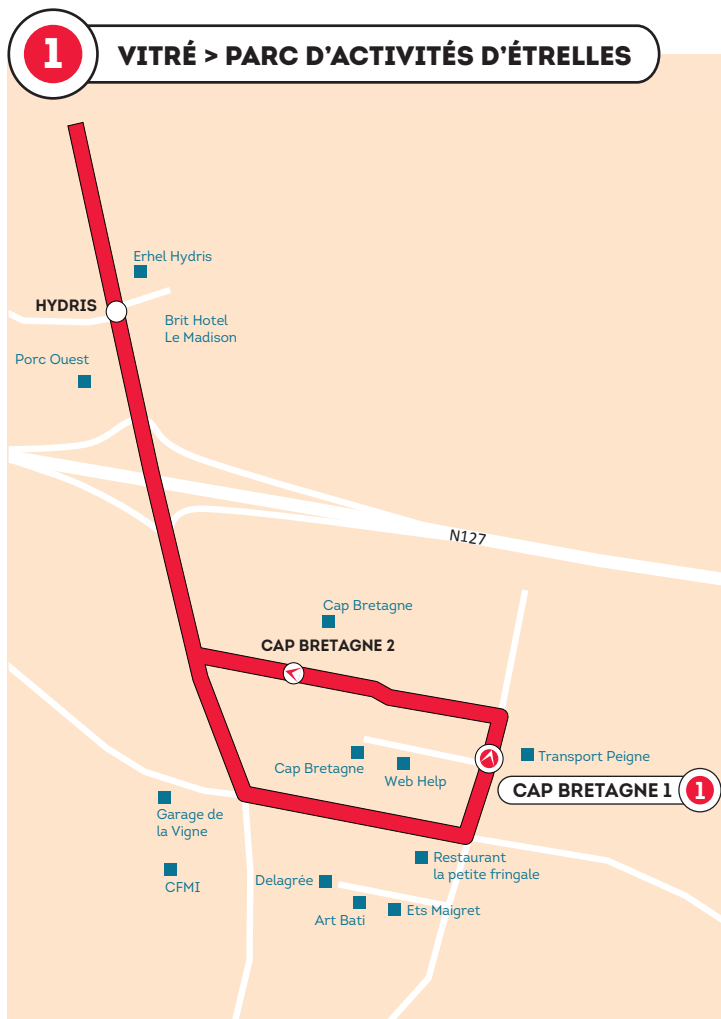 1
VITRÉ > PARC D'ACTIVITÉS D'ÉTRELLES
Erhel Hydris
HYDRIS
Brit Hotel
Le Madison
Porc Ouest
N127
Cap Bretagne
CAP BRETAGNE 2
Cap Bretagne
Web Help
Transport Peigne
CAP BRETAGNE 1
1
Garage de
la Vigne
CFMI
Restaurant
la petite fringale
Delagrée
Art Bati
Ets Maigret